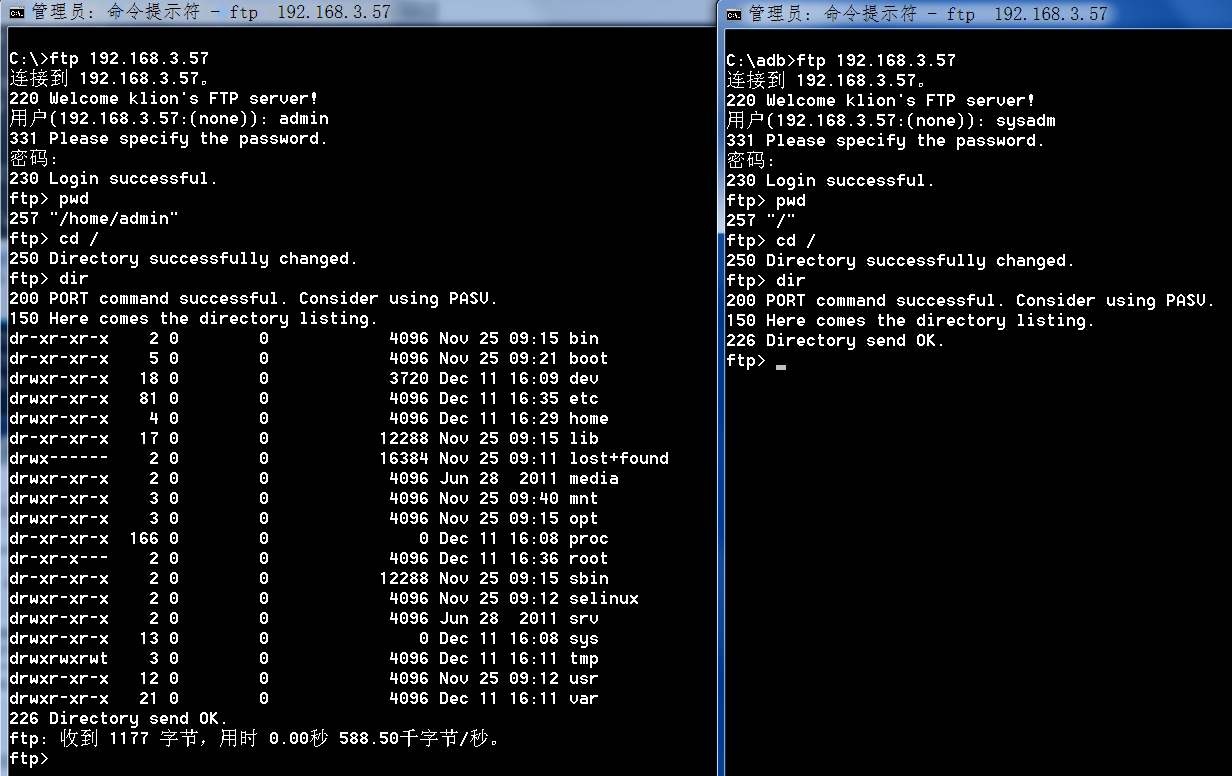 管理员: 命令提示符 - ftp  192.168.3.57
C:\>ftp 192.168.3.57
连接到 192.168.3.57。
220 Welcome klion's FTP server!
用户(192.168.3.57:(none)): admin
331 Please specify the password.
密码:
230 Login successful.
ftp> pwd
257 "/home/admin"
ftp> cd /
250 Directory successfully changed.
ftp> dir
200 PORT command successful. Consider using PASV.
150 Here comes the directory listing.
dr-xr-xr-x    2 0        0            4096 Nov 25 09:15 bin
dr-xr-xr-x    5 0        0            4096 Nov 25 09:21 boot
drwxr-xr-x   18 0        0            3720 Dec 11 16:09 dev
drwxr-xr-x   81 0        0            4096 Dec 11 16:35 etc
drwxr-xr-x    4 0        0            4096 Dec 11 16:29 home
dr-xr-xr-x   17 0        0           12288 Nov 25 09:15 lib
drwx------    2 0        0           16384 Nov 25 09:11 lost+found
drwxr-xr-x    2 0        0            4096 Jun 28  2011 media
drwxr-xr-x    3 0        0            4096 Nov 25 09:40 mnt
drwxr-xr-x    3 0        0            4096 Nov 25 09:15 opt
dr-xr-xr-x  166 0        0               0 Dec 11 16:08 proc
dr-xr-x---    2 0        0            4096 Dec 11 16:36 root
dr-xr-xr-x    2 0        0           12288 Nov 25 09:15 sbin
drwxr-xr-x    2 0        0            4096 Nov 25 09:12 selinux
drwxr-xr-x    2 0        0            4096 Jun 28  2011 srv
drwxr-xr-x   13 0        0               0 Dec 11 16:08 sys
drwxrwxrwt    3 0        0            4096 Dec 11 16:11 tmp
drwxr-xr-x   12 0        0            4096 Nov 25 09:12 usr
drwxr-xr-x   21 0        0            4096 Dec 11 16:11 var
226 Directory send OK.
ftp: 收到 1177 字节，用时 0.00秒 588.50千字节/秒。
ftp>
管理员: 命令提示符 - ftp  192.168.3.57
C:\adb>ftp 192.168.3.57
连接到 192.168.3.57。
220 Welcome klion's FTP server!
用户(192.168.3.57:(none)): sysadm
331 Please specify the password.
密码:
230 Login successful.
ftp> pwd
257 "/"
ftp> cd /
250 Directory successfully changed.
ftp> dir
200 PORT command successful. Consider using PASV.
150 Here comes the directory listing.
226 Directory send OK.
ftp> _